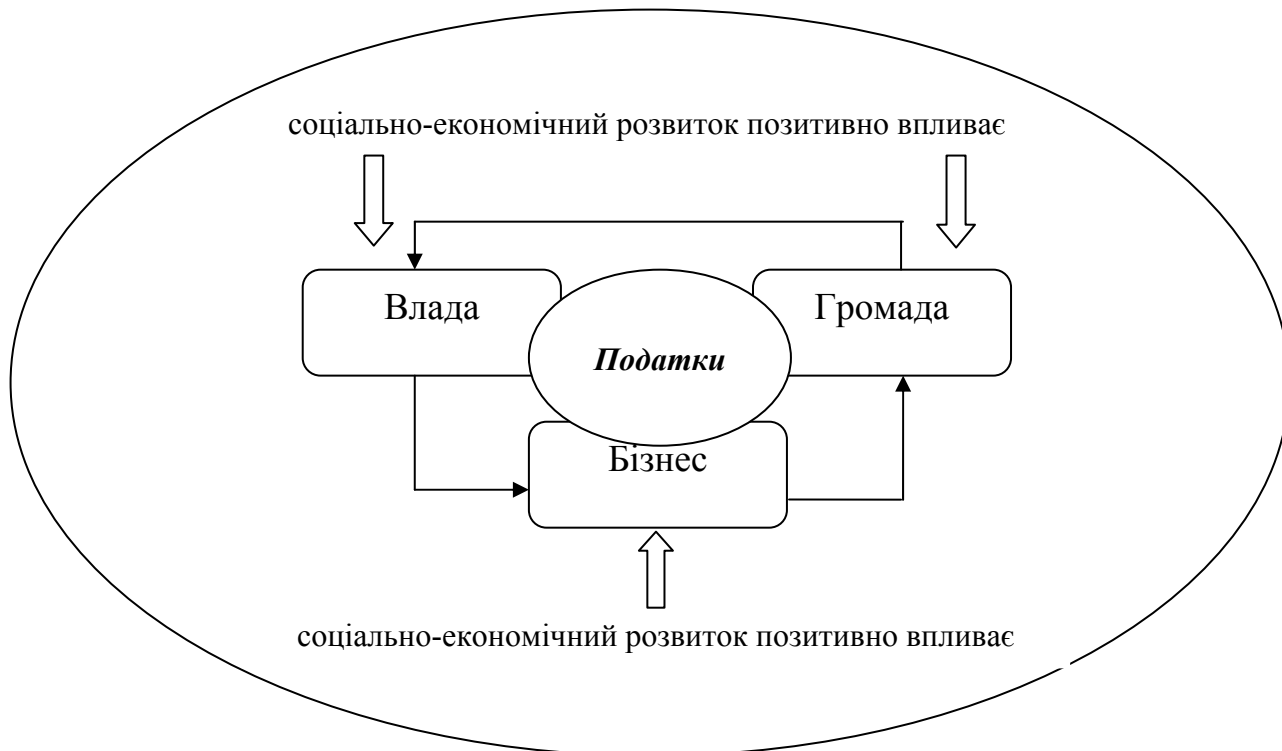 соціально-економічний розвиток позитивно впливає
Влада
Громада
Податки
Бізнес
соціально-економічний розвиток позитивно впливає